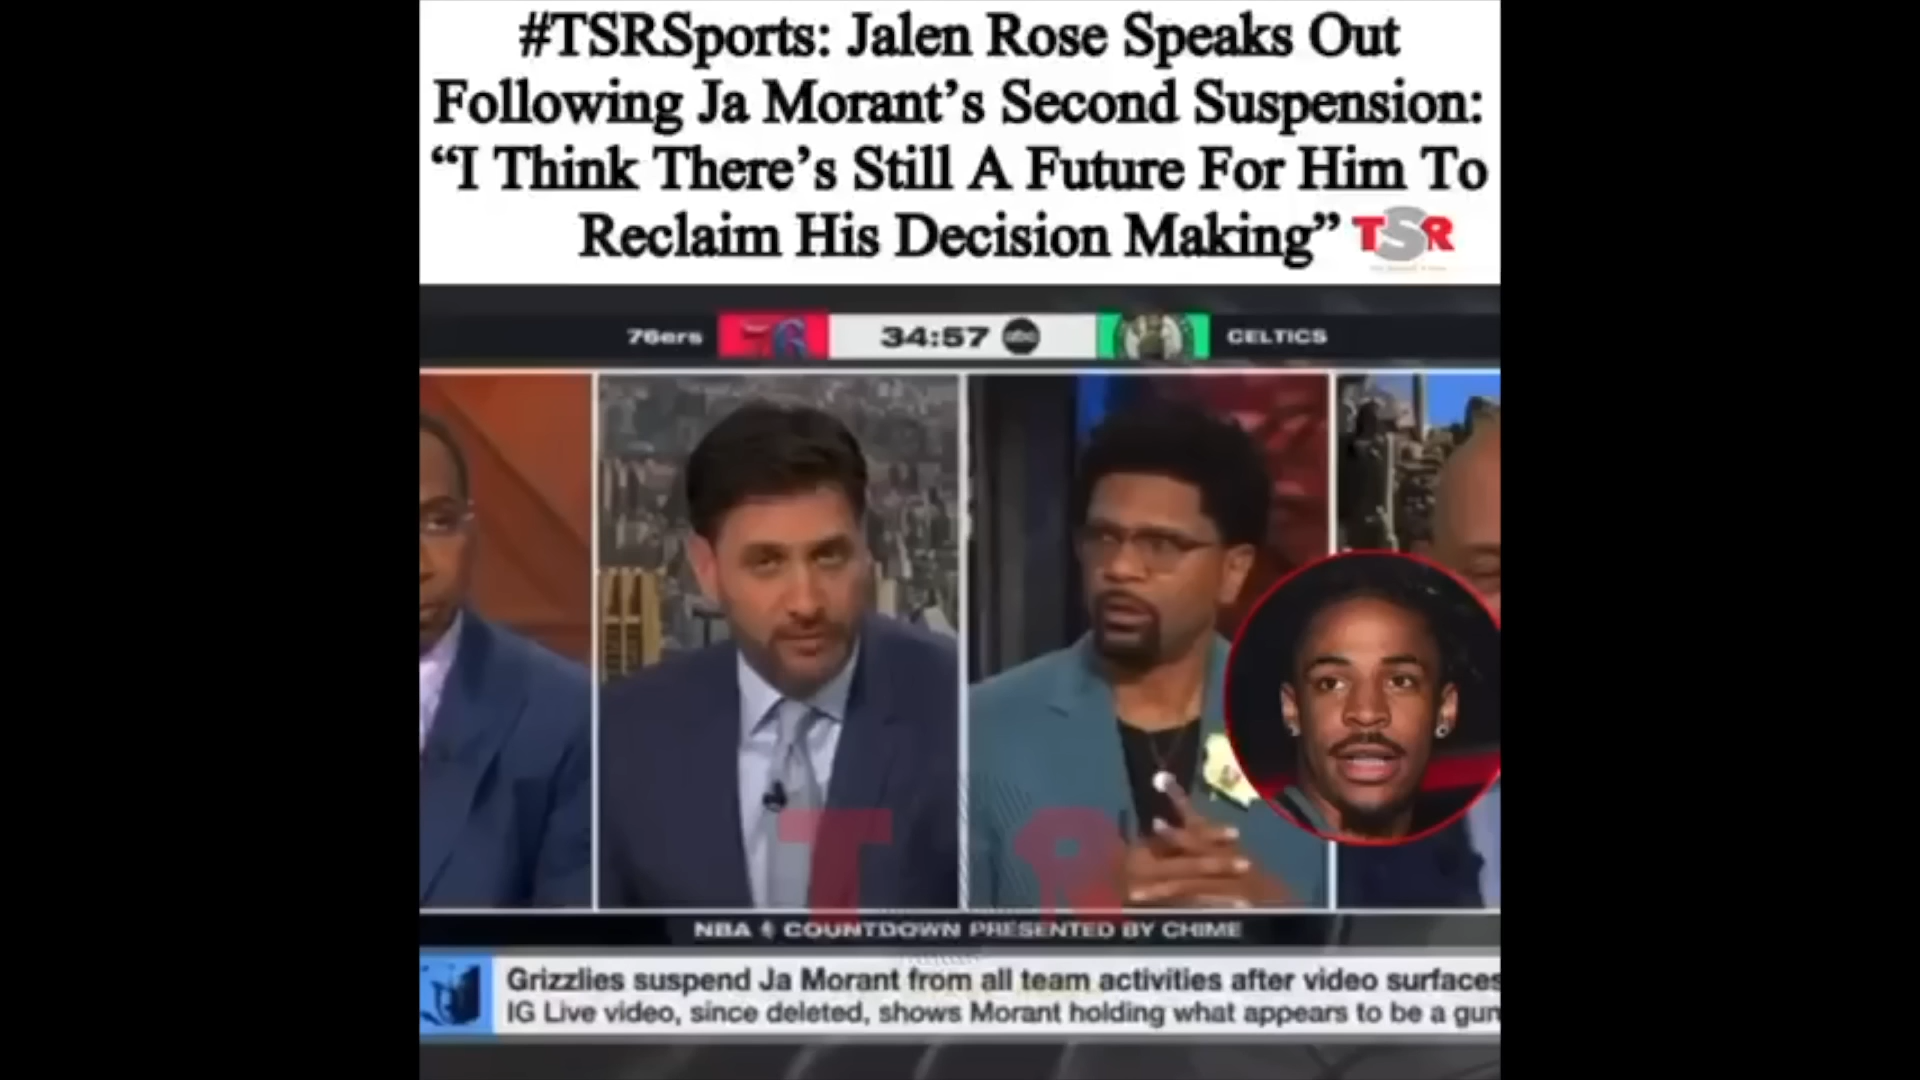 #TSRSports: Jalen Rose Speaks Out
Following Ja Morant’s Second Suspension:
“I Think There’s Still A Future For Him To
Reclaim His Decision Making” TSR
76ers 34:57 abc CELTICS
T R
NBA COUNTDOWN PRESENTED BY CHIME
Grizzlies suspend Ja Morant from all team activities after video surfaces
IG Live video, since deleted, shows Morant holding what appears to be a gun